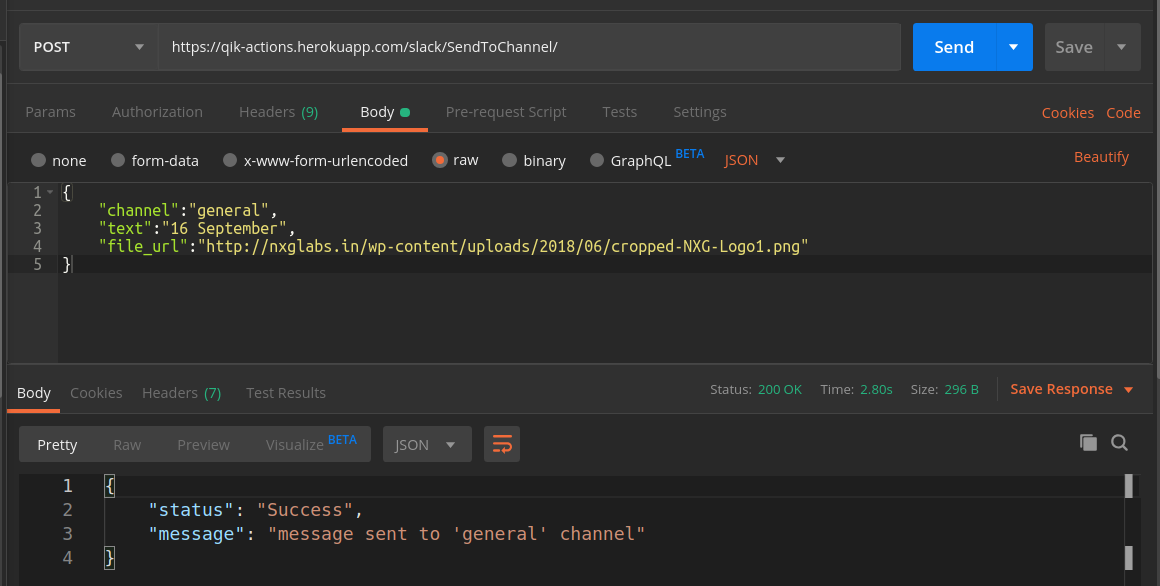 POST https://qik-actions.herokuapp.com/slack/SendToChannel/ Send Save
Params Authorization Headers (9) Body Pre-request Script Tests Settings Cookies Code
none form-data x-www-form-urlencoded raw binary GraphQL BETA JSON Beautify
1 {
2 "channel":"general",
3 "text":"16 September",
4 "file_url":"http://nxglabs.in/wp-content/uploads/2018/06/cropped-NXG-Logo1.png"
5 }
Body Cookies Headers (7) Test Results Status: 200 OK Time: 2.80s Size: 296 B Save Response
Pretty Raw Preview Visualize BETA JSON
1 {
2 "status": "Success",
3 "message": "message sent to 'general' channel"
4 }